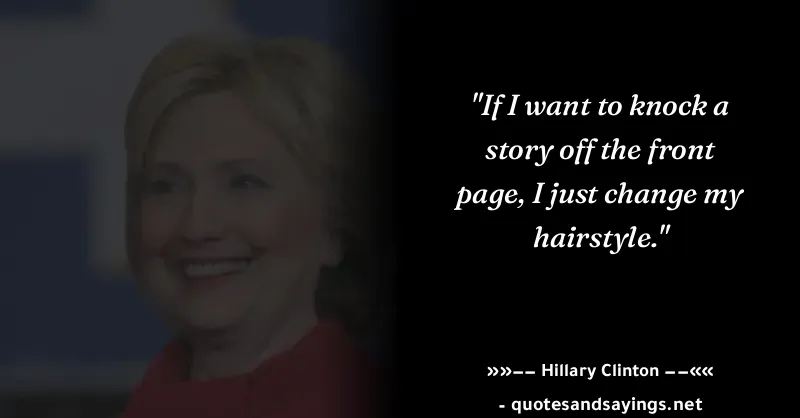 "If I want to knock a
story off the front
page, I just change my
hairstyle."
»»−− Hillary Clinton −−««
- quotesandsayings.net